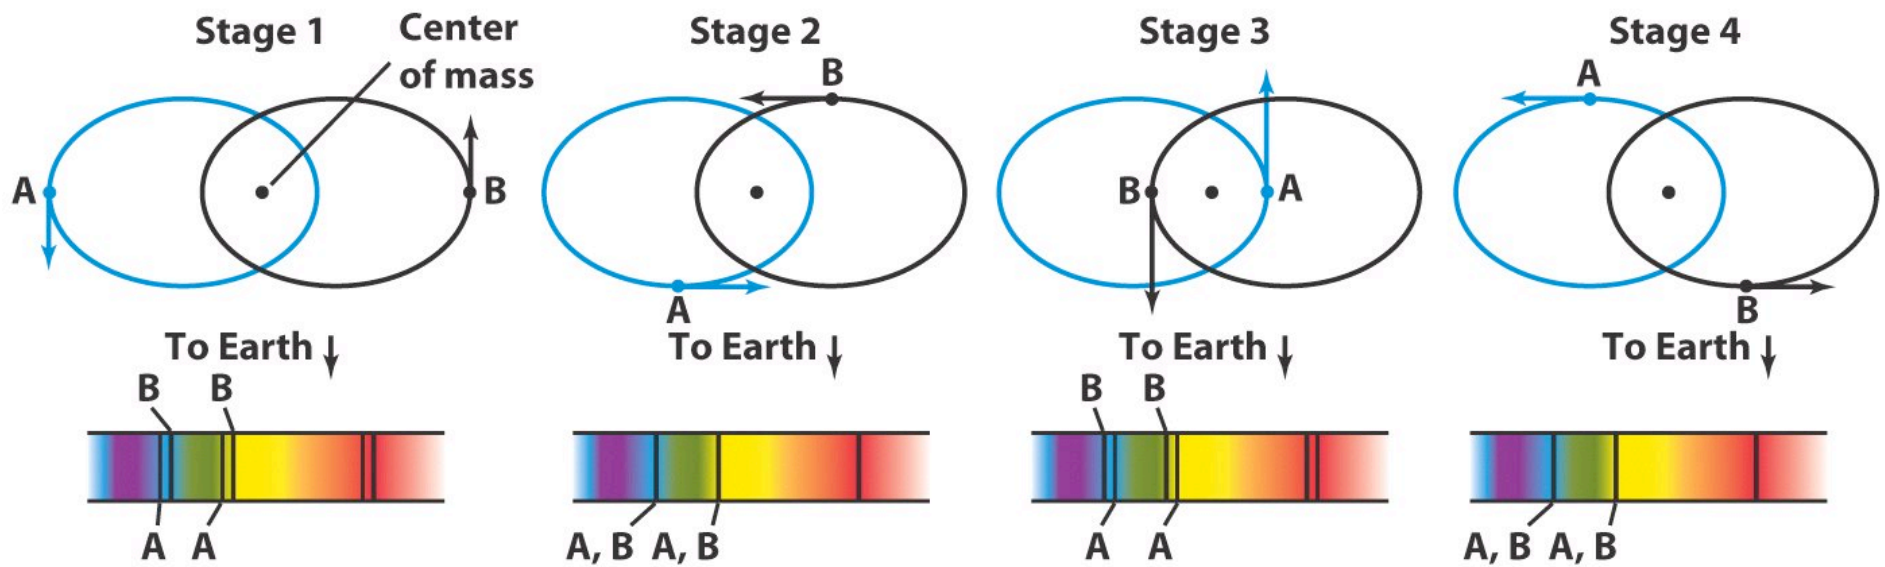 Stage 1
Center
of mass
A
B
To Earth
B B
A A
Stage 2
B
A
To Earth
A, B A, B
Stage 3
B
A
To Earth
B B
A A
Stage 4
A
B
To Earth
A, B A, B